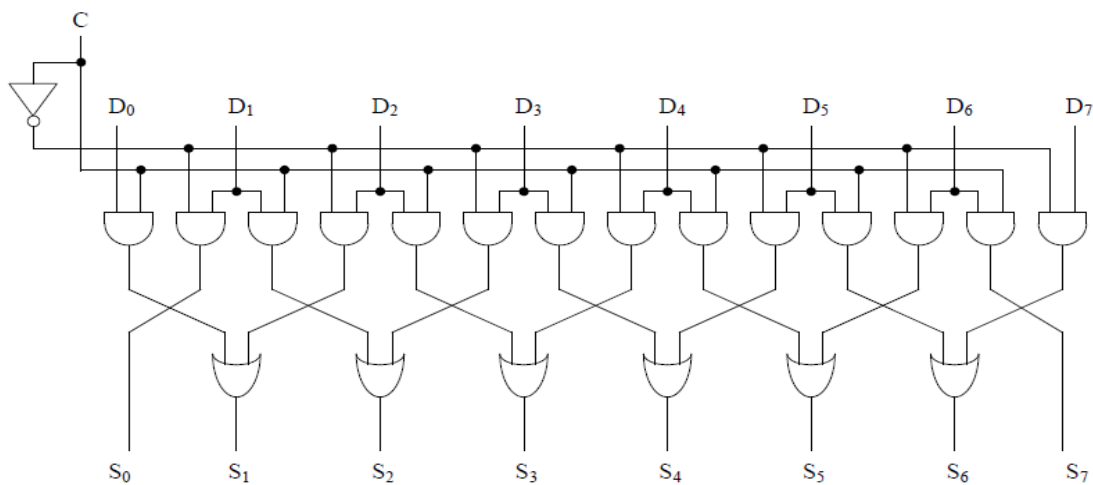 C
D₀ D₁ D₂ D₃ D₄ D₅ D₆ D₇
S₀ S₁ S₂ S₃ S₄ S₅ S₆ S₇